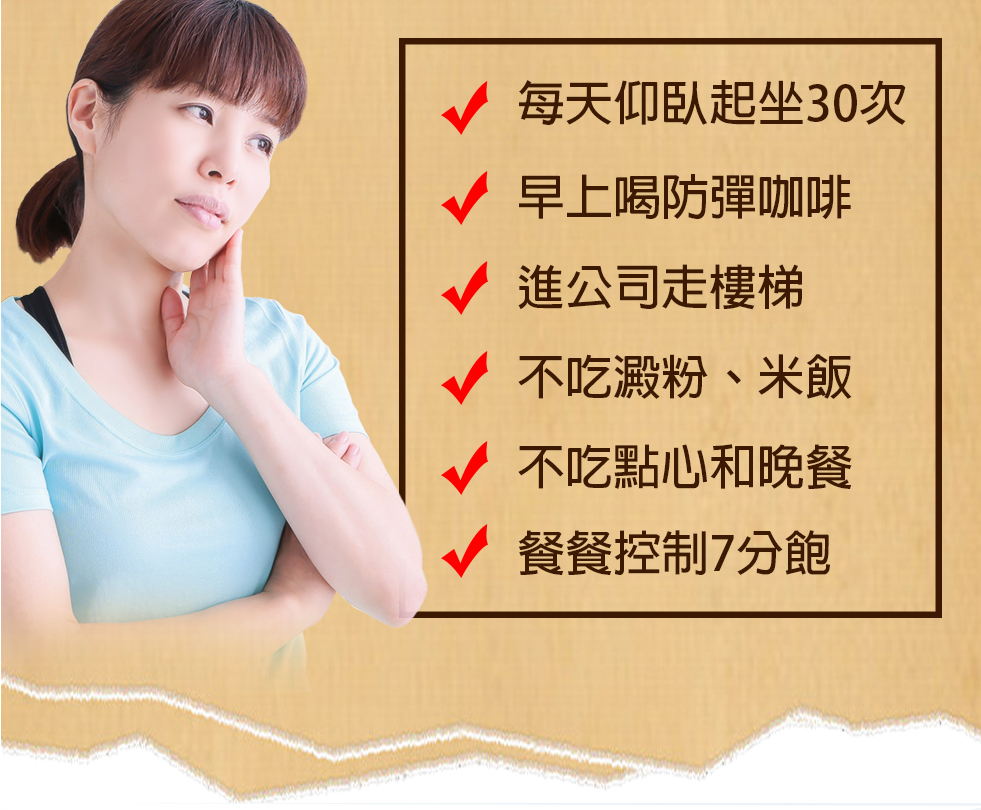 每天仰臥起坐30次
早上喝防彈咖啡
進公司走樓梯
不吃澱粉、米飯
不吃點心和晚餐
餐餐控制7分飽